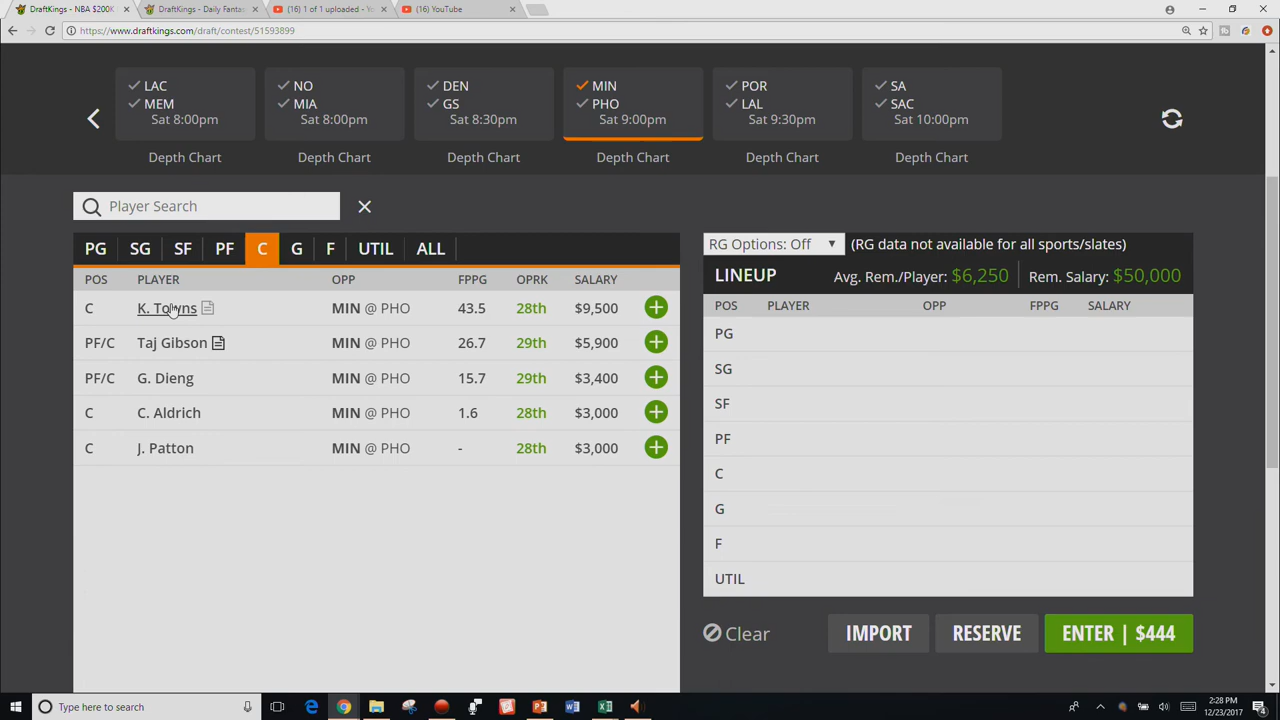 DraftKings - NBA $200K
DraftKings - Daily Fantas
(16) 1 of 1 uploaded - Yo
(16) YouTube
https://www.draftkings.com/draft/contest/51593899
LAC
MEM
Sat 8:00pm
Depth Chart
NO
MIA
Sat 8:00pm
Depth Chart
DEN
GS
Sat 8:30pm
Depth Chart
MIN
PHO
Sat 9:00pm
Depth Chart
POR
LAL
Sat 9:30pm
Depth Chart
SA
SAC
Sat 10:00pm
Depth Chart
Player Search
PG SG SF PF C G F UTIL ALL
POS PLAYER OPP FPPG OPRK SALARY
C K. Towns MIN @ PHO 43.5 28th $9,500
PF/C Taj Gibson MIN @ PHO 26.7 29th $5,900
PF/C G. Dieng MIN @ PHO 15.7 29th $3,400
C C. Aldrich MIN @ PHO 1.6 28th $3,000
C J. Patton MIN @ PHO - 28th $3,000
RG Options: Off (RG data not available for all sports/slates)
LINEUP Avg. Rem./Player: $6,250 Rem. Salary: $50,000
POS PLAYER OPP FPPG SALARY
PG
SG
SF
PF
C
G
F
UTIL
Clear IMPORT RESERVE ENTER | $444
Type here to search
2:28 PM
12/23/2017